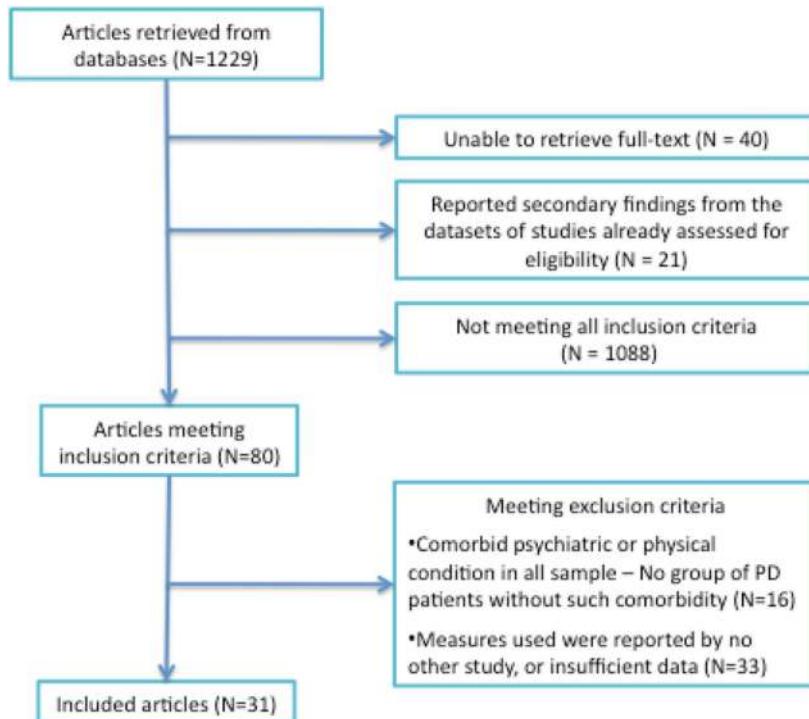 Articles retrieved from
databases (N=1229)
Unable to retrieve full-text (N = 40)
Reported secondary findings from the
datasets of studies already assessed for
eligibility (N = 21)
Not meeting all inclusion criteria
(N = 1088)
Articles meeting
inclusion criteria (N=80)
Meeting exclusion criteria
•Comorbid psychiatric or physical
condition in all sample – No group of PD
patients without such comorbidity (N=16)
•Measures used were reported by no
other study, or insufficient data (N=33)
Included articles (N=31)